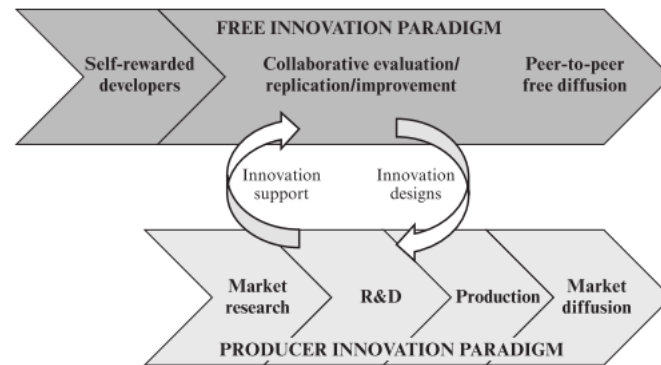 FREE INNOVATION PARADIGM
Self-rewarded
developers
Collaborative evaluation/
replication/improvement
Peer-to-peer
free diffusion
Innovation
support
Innovation
designs
Market
research
R&D
Production
Market
diffusion
PRODUCER INNOVATION PARADIGM